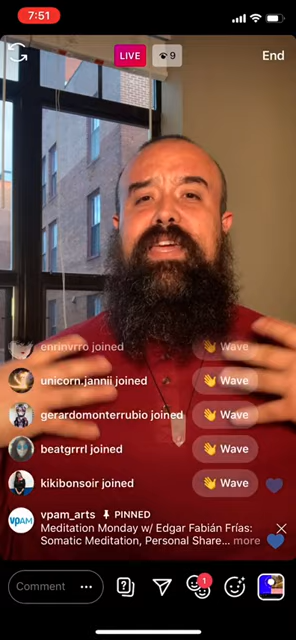 7:51
LIVE
9
End
enrinvrro joined
Wave
unicorn.jannii joined
Wave
gerardomonterrubio joined
Wave
beatgrrrl joined
Wave
kikibonsoir joined
Wave
VPAM
vpam_arts PINNED
Meditation Monday w/ Edgar Fabián Frías:
Somatic Meditation, Personal Share... more
Comment
1